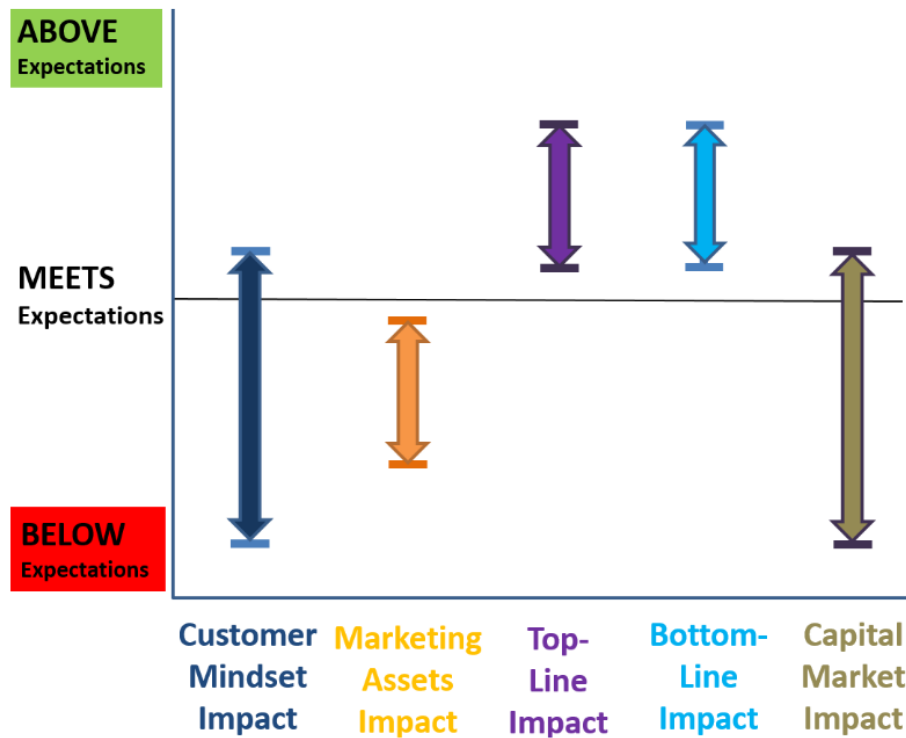 ABOVE
Expectations
MEETS
Expectations
BELOW
Expectations
Customer
Mindset
Impact
Marketing
Assets
Impact
Top-
Line
Impact
Bottom-
Line
Impact
Capital
Market
Impact